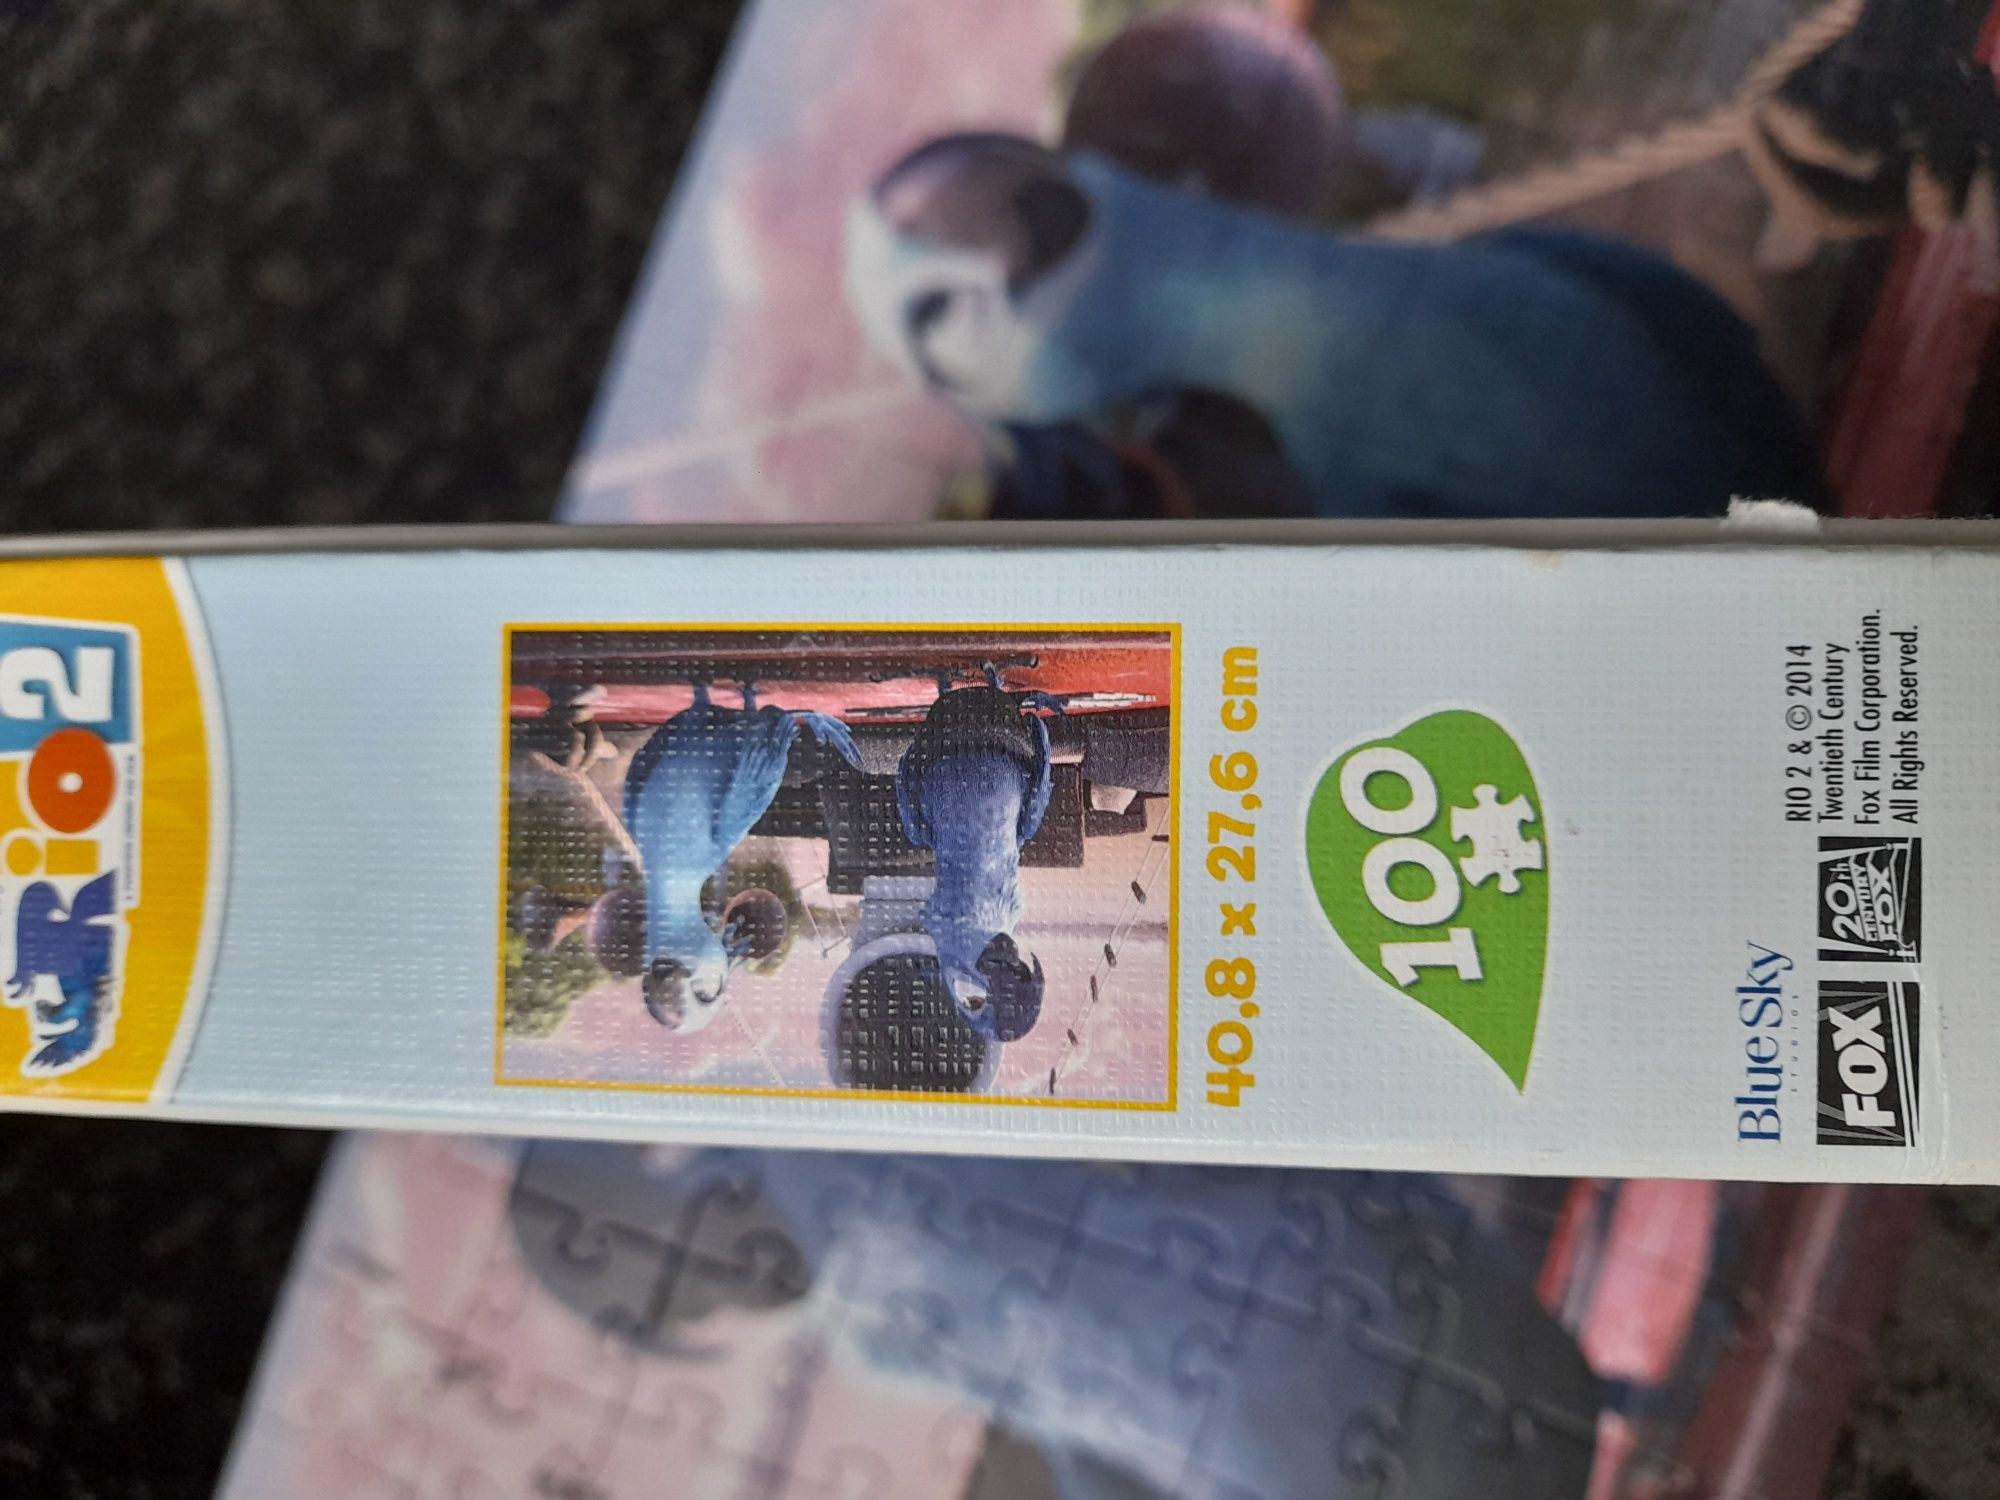 Rio 2
40,8 x 27,6 cm
100
BlueSky
STUDIOS
FOX
20th
CENTURY
FOX
RIO 2 & © 2014
Twentieth Century
Fox Film Corporation.
All Rights Reserved.